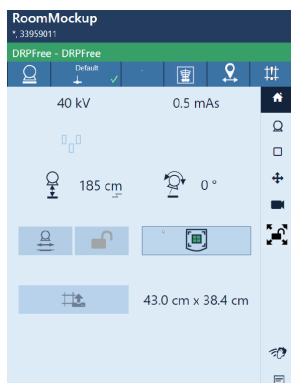 RoomMockup
*, 33959011
DRPFree - DRPFree
Default
40 kV
0.5 mAs
185 cm
0 °
43.0 cm x 38.4 cm